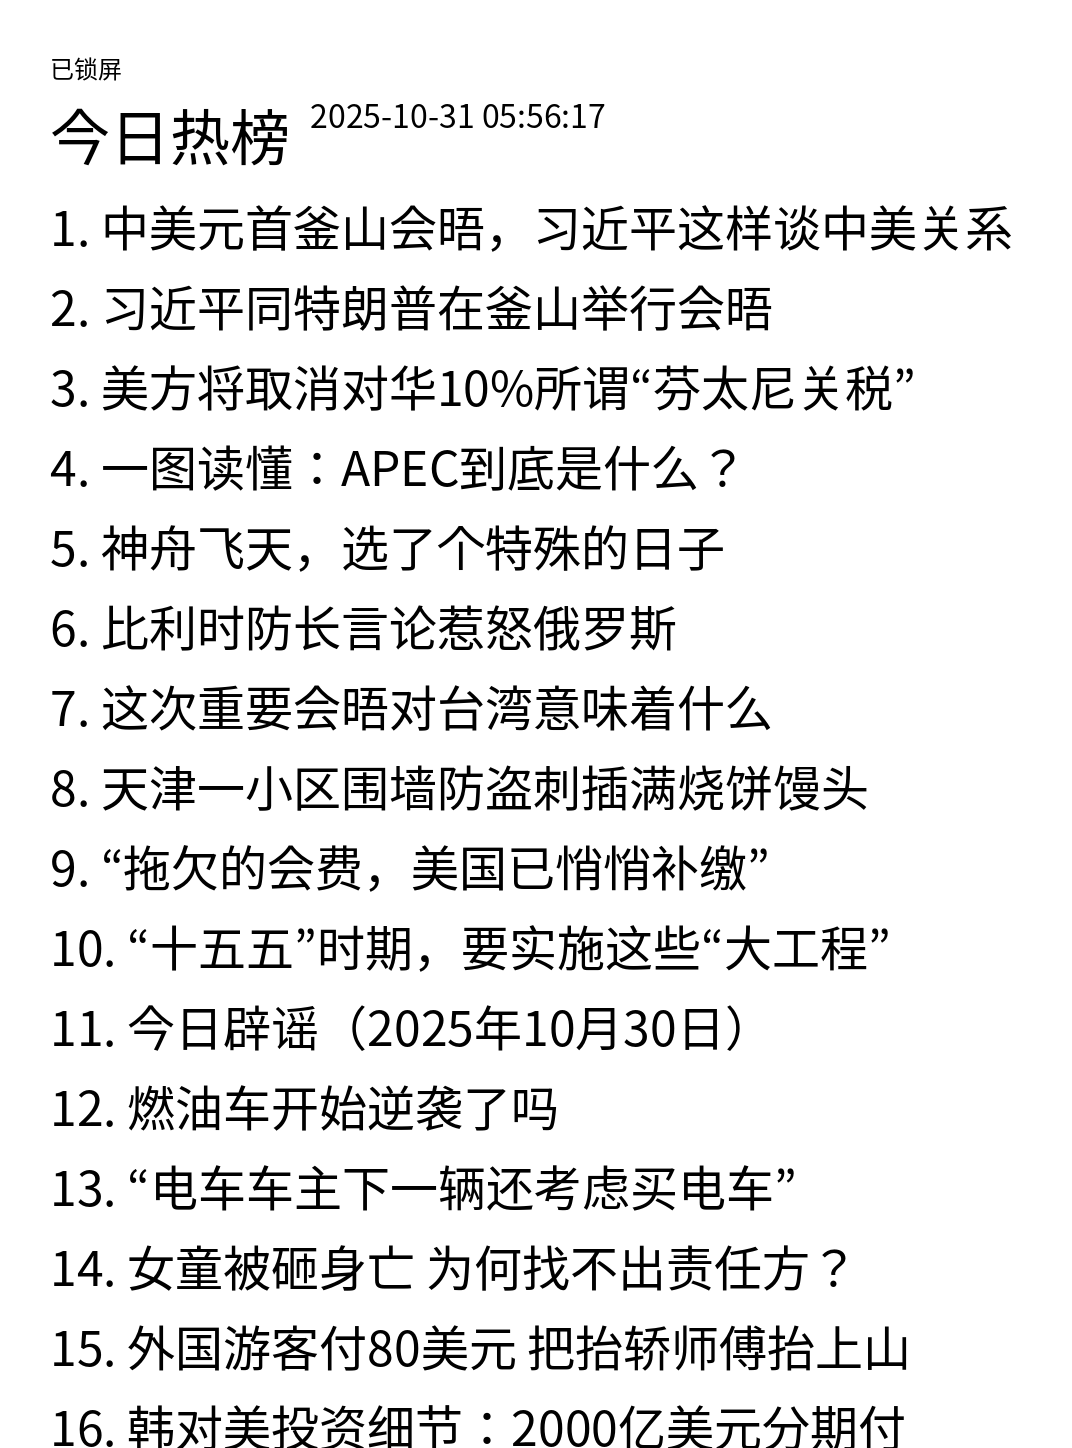 已锁屏
今日热榜 2025-10-31 05:56:17
1. 中美元首釜山会晤，习近平这样谈中美关系
2. 习近平同特朗普在釜山举行会晤
3. 美方将取消对华10%所谓“芬太尼关税”
4. 一图读懂：APEC到底是什么？
5. 神舟飞天，选了个特殊的日子
6. 比利时防长言论惹怒俄罗斯
7. 这次重要会晤对台湾意味着什么
8. 天津一小区围墙防盗刺插满烧饼馒头
9. “拖欠的会费，美国已悄悄补缴”
10. “十五五”时期，要实施这些“大工程”
11. 今日辟谣（2025年10月30日）
12. 燃油车开始逆袭了吗
13. “电车车主下一辆还考虑买电车”
14. 女童被砸身亡 为何找不出责任方？
15. 外国游客付80美元 把抬轿师傅抬上山
16. 韩对美投资细节：2000亿美元分期付